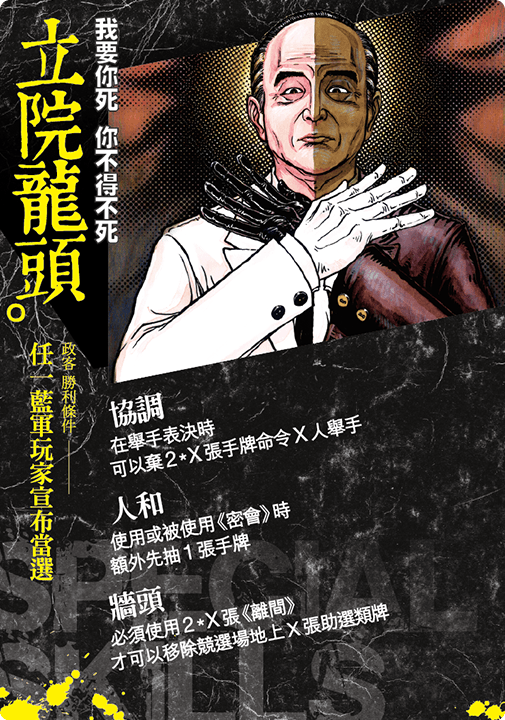 我要你死 你不得不死
立院龍頭。
政客 勝利條件
任一藍軍玩家宣布當選
協調
在舉手表決時
可以棄2*X張手牌命令X人舉手
人和
使用或被使用《密會》時
額外先抽1張手牌
牆頭
必須使用2*X張《離間》
才可以移除競選場地上X張助選類牌
SPECIAL
SKILLS